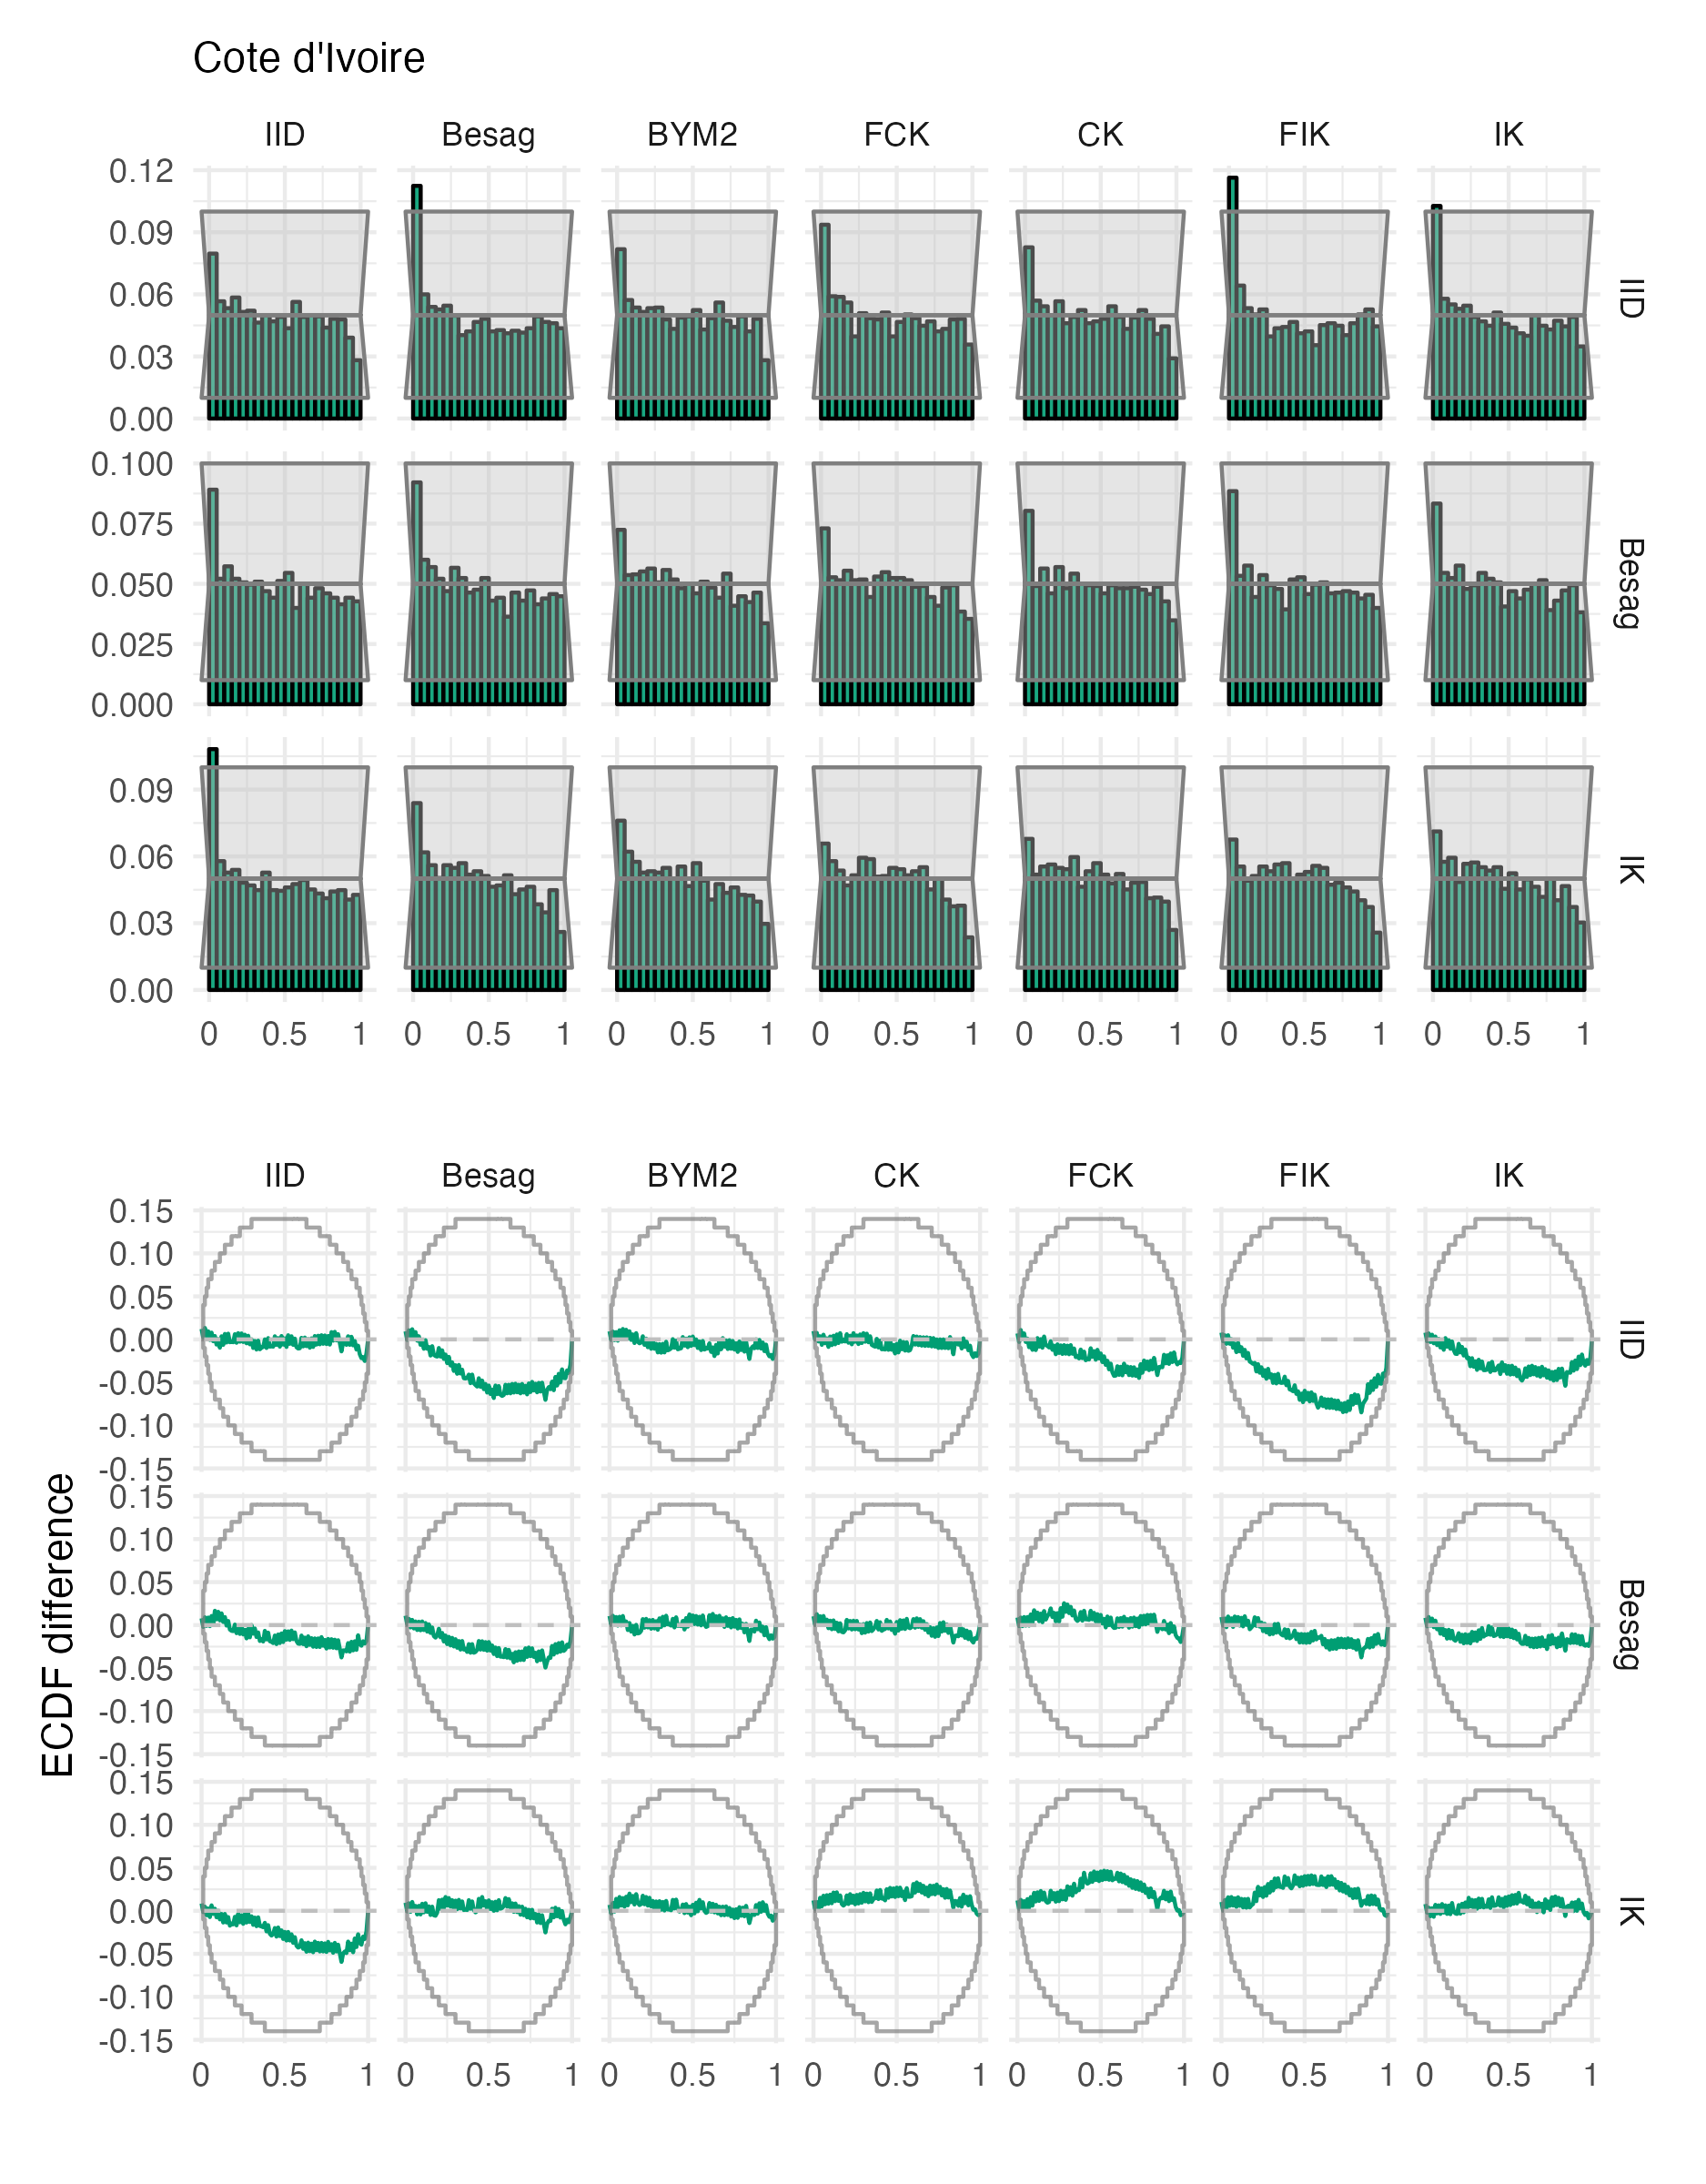 Cote d'Ivoire
IID Besag BYM2 FCK CK FIK IK
0.12
0.09
0.06
0.03
0.00
IID
0.100
0.075
0.050
0.025
0.000
Besag
0.09
0.06
0.03
0.00
IK
0 0.5 1 0 0.5 1 0 0.5 1 0 0.5 1 0 0.5 1 0 0.5 1 0 0.5 1
IID Besag BYM2 CK FCK FIK IK
ECDF difference
0.15
0.10
0.05
0.00
-0.05
-0.10
-0.15
IID
0.15
0.10
0.05
0.00
-0.05
-0.10
-0.15
Besag
0.15
0.10
0.05
0.00
-0.05
-0.10
-0.15
IK
0 0.5 1 0 0.5 1 0 0.5 1 0 0.5 1 0 0.5 1 0 0.5 1 0 0.5 1